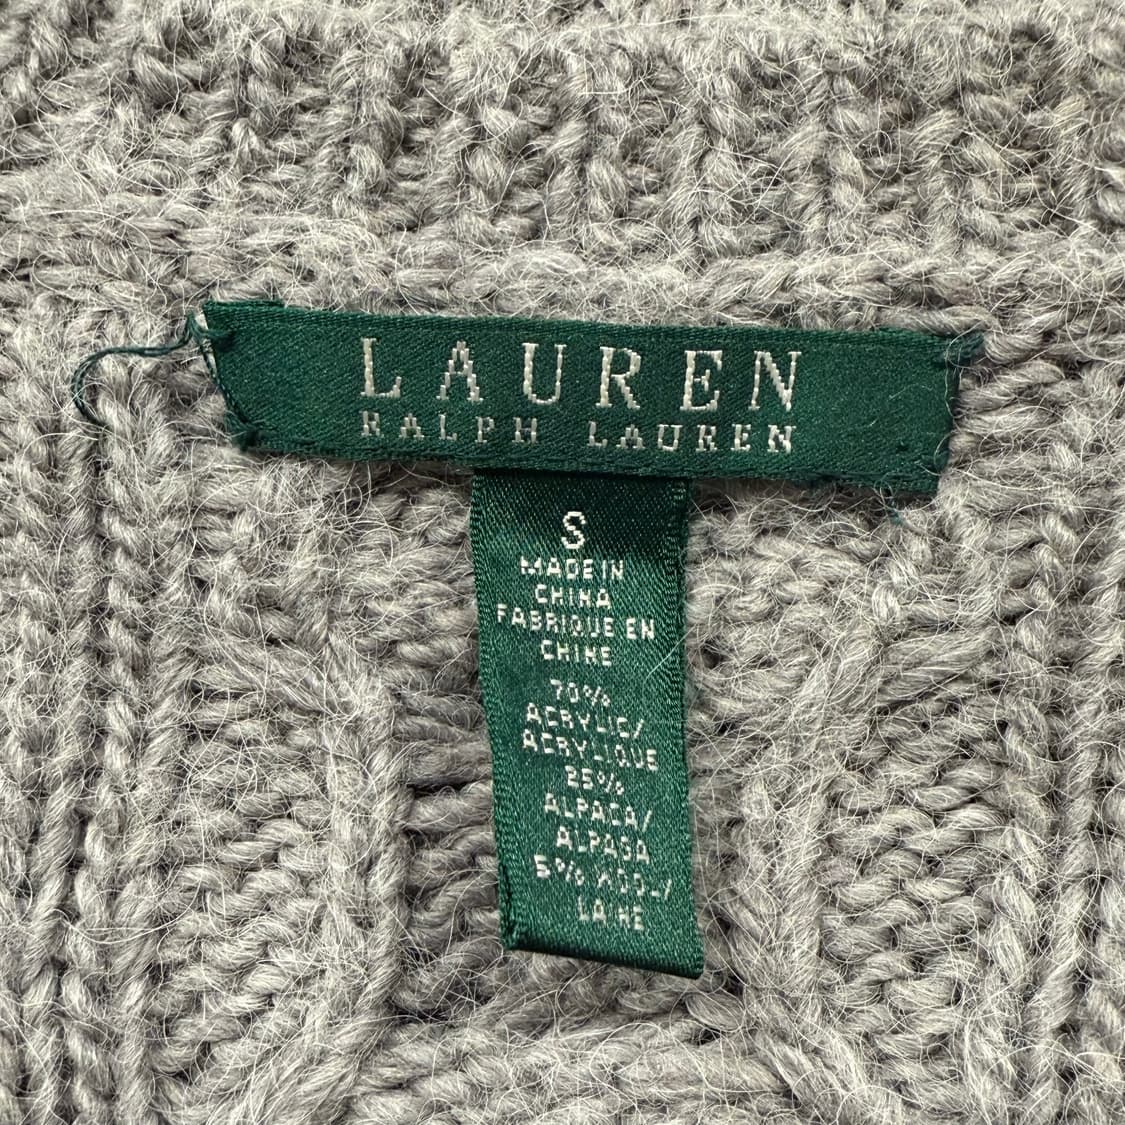 LAUREN
RALPH LAUREN
S
MADE IN
CHINA
FABRIQUE EN
CHINE
70%
ACRYLIC/
ACRYLIQUE
25%
ALPACA/
ALPAGA
5% WOOL/
LAINE